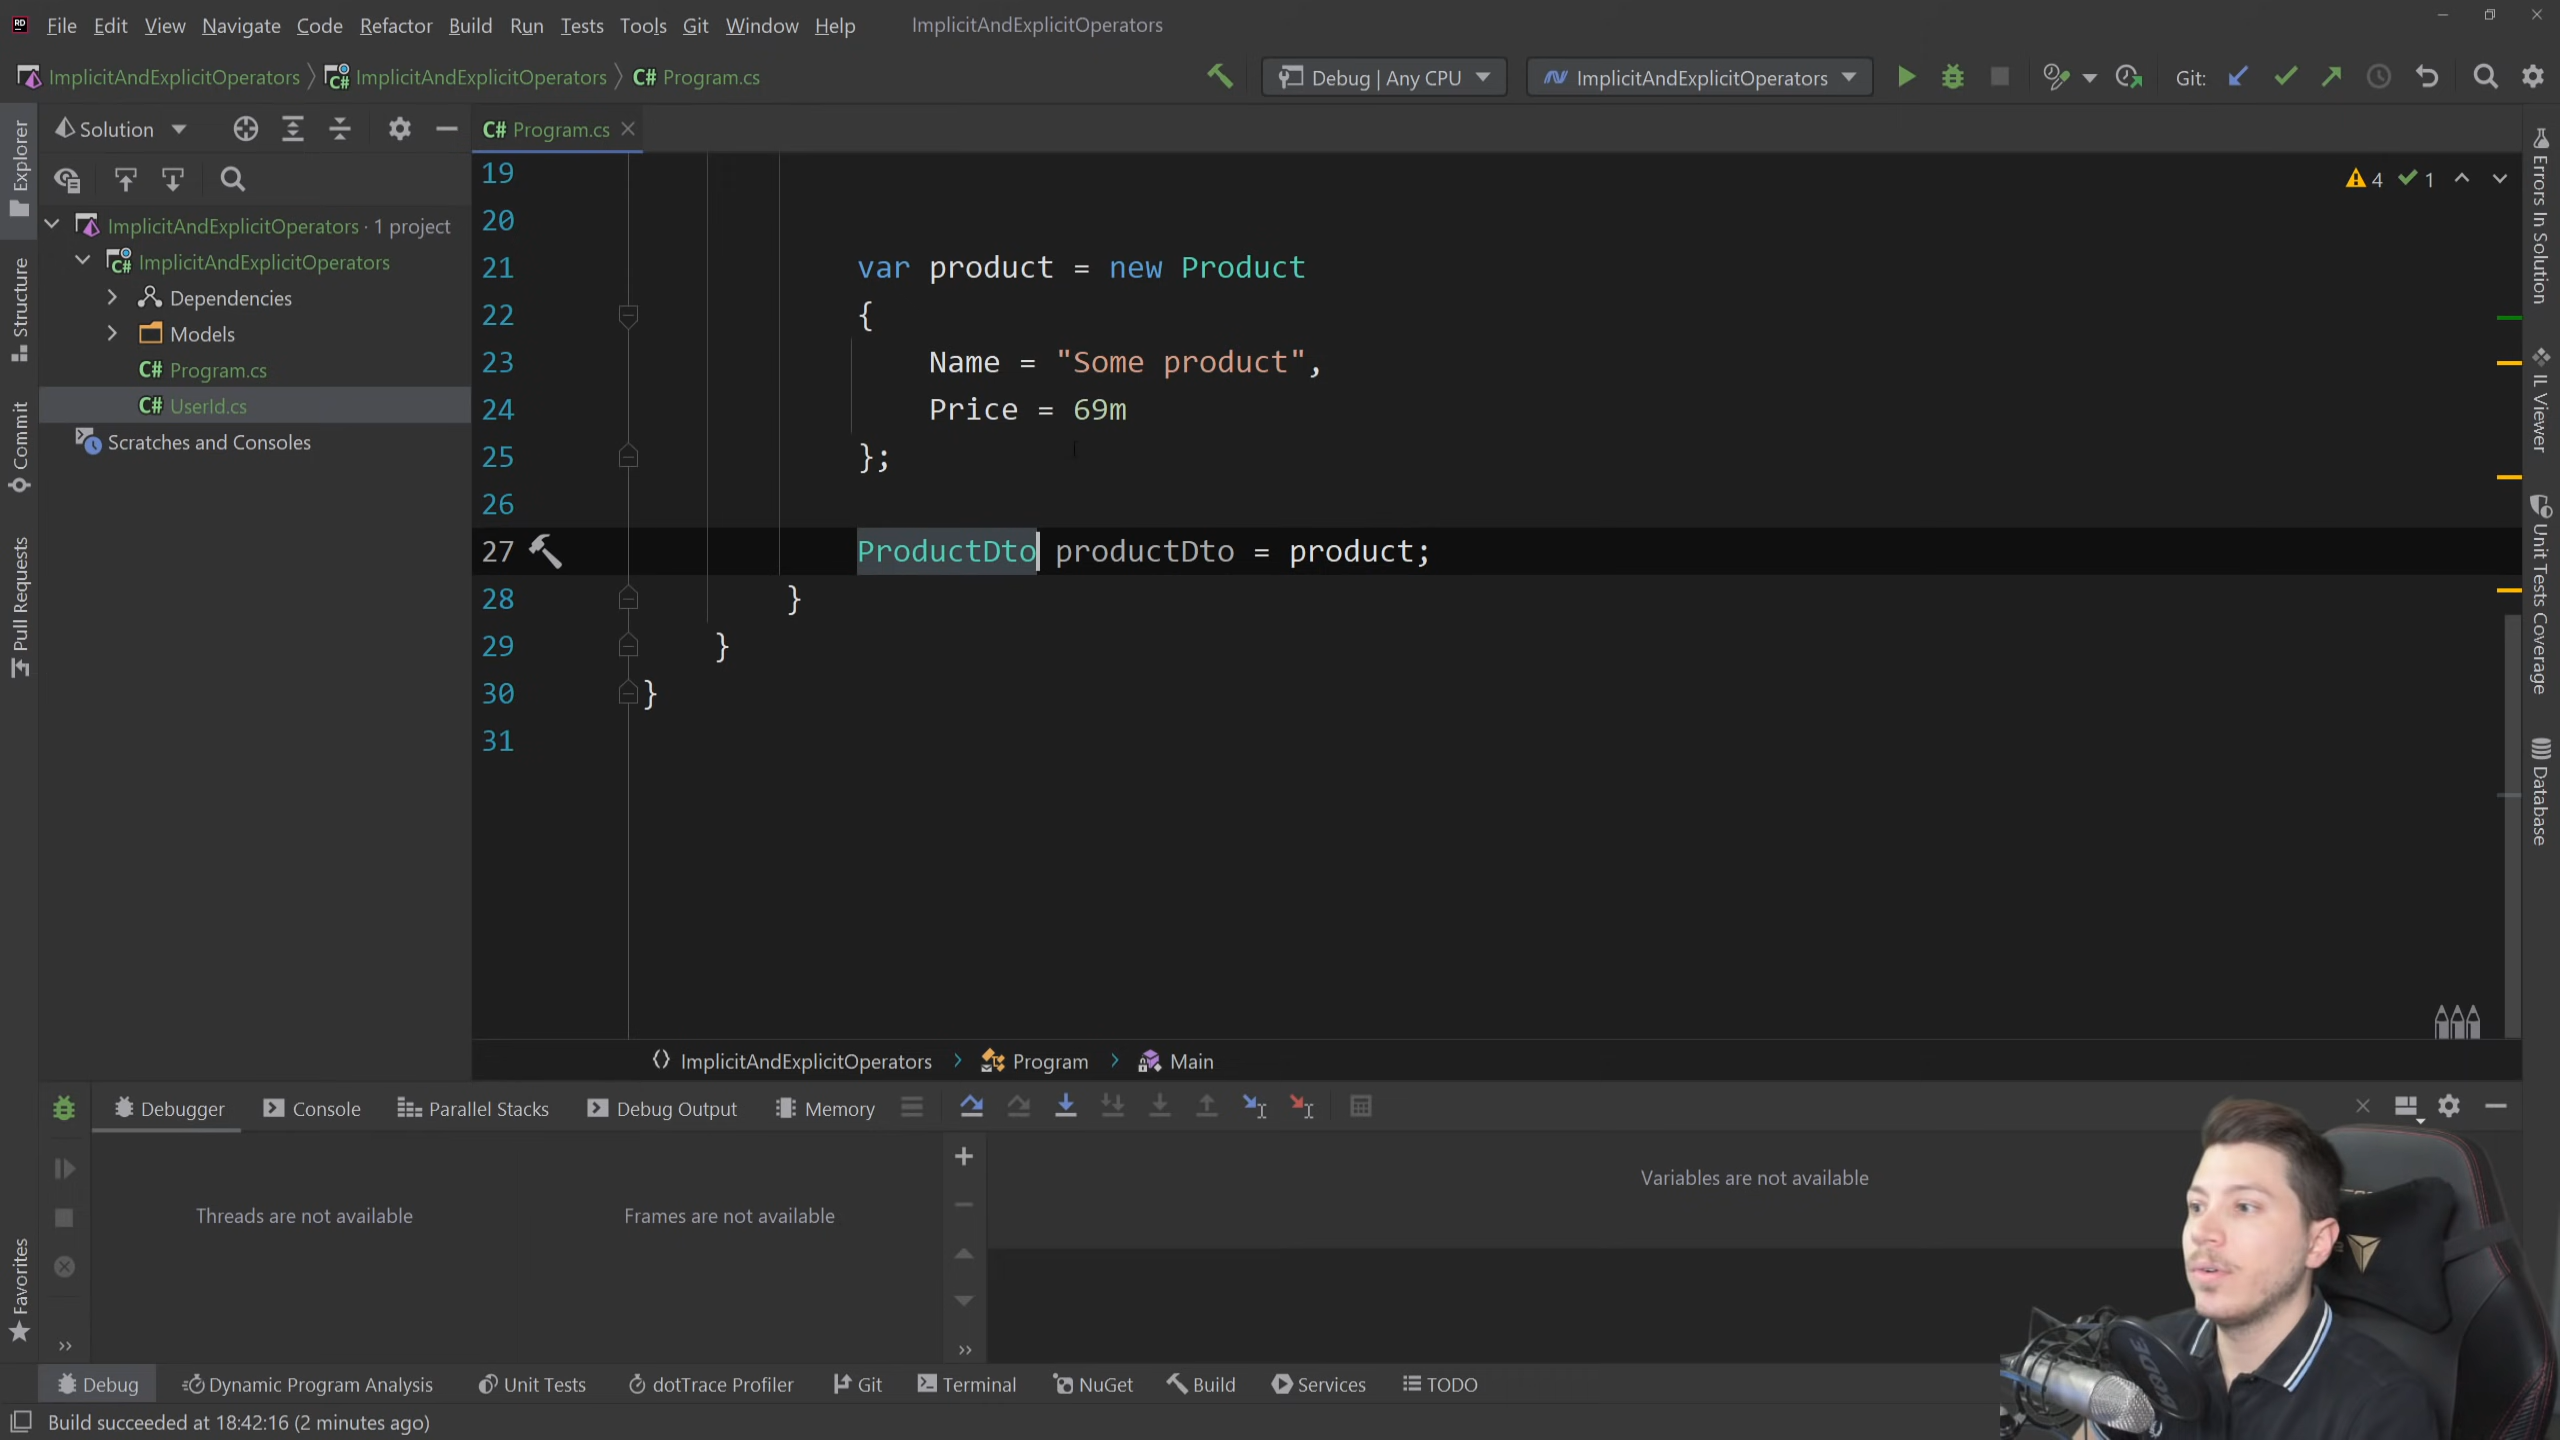 File Edit View Navigate Code Refactor Build Run Tests Tools Git Window Help ImplicitAndExplicitOperators
ImplicitAndExplicitOperators ImplicitAndExplicitOperators C# Program.cs Debug | Any CPU ImplicitAndExplicitOperators Git:
Solution
C# Program.cs
ImplicitAndExplicitOperators · 1 project
C# ImplicitAndExplicitOperators
Dependencies
Models
C# Program.cs
C# UserId.cs
Scratches and Consoles
Explorer
Structure
Commit
Pull Requests
Favorites
4 1
19
20
21 var product = new Product
22 {
23 Name = "Some product",
24 Price = 69m
25 };
26
27 ProductDto productDto = product;
28 }
29 }
30 }
31
Errors In Solution
IL Viewer
Unit Tests Coverage
Database
ImplicitAndExplicitOperators Program Main
Debugger Console Parallel Stacks Debug Output Memory
Threads are not available
Frames are not available
Variables are not available
Debug Dynamic Program Analysis Unit Tests dotTrace Profiler Git Terminal NuGet Build Services TODO
Build succeeded at 18:42:16 (2 minutes ago)